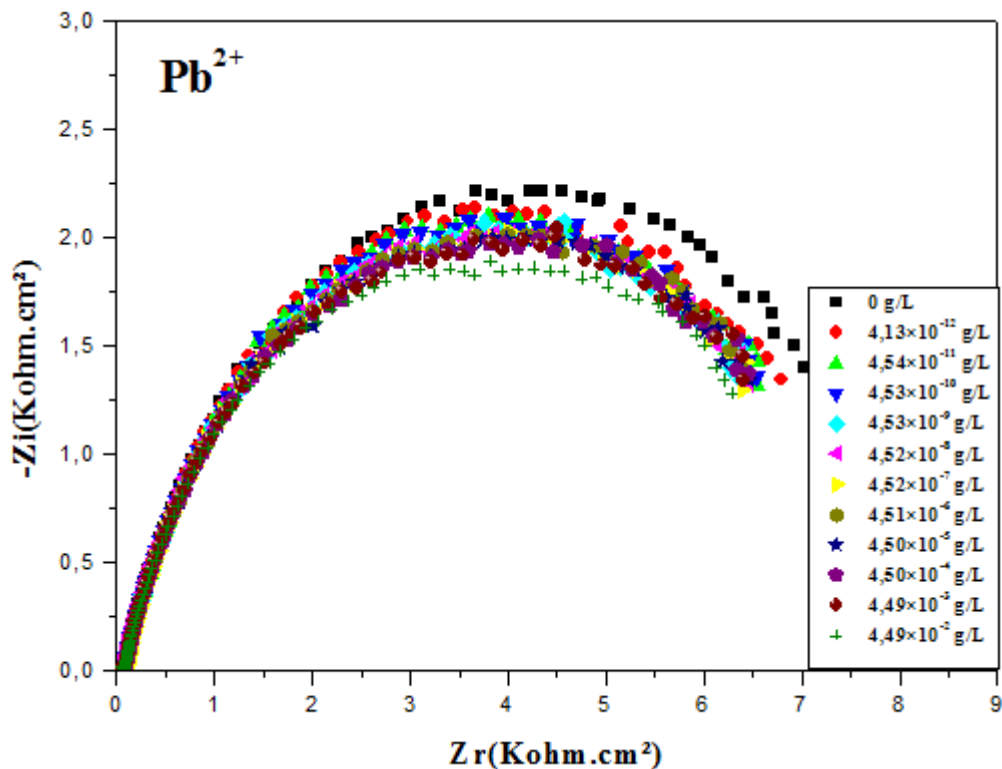 3,0
Pb²⁺
2,5
2,0
1,5
1,0
0,5
0,0
-Zi(Kohm.cm²)
0 1 2 3 4 5 6 7 8 9
Zr(Kohm.cm²)
0 g/L
4,13×10⁻¹² g/L
4,54×10⁻¹¹ g/L
4,53×10⁻¹⁰ g/L
4,53×10⁻⁹ g/L
4,52×10⁻⁸ g/L
4,52×10⁻⁷ g/L
4,51×10⁻⁶ g/L
4,50×10⁻⁵ g/L
4,50×10⁻⁴ g/L
4,49×10⁻³ g/L
4,49×10⁻² g/L